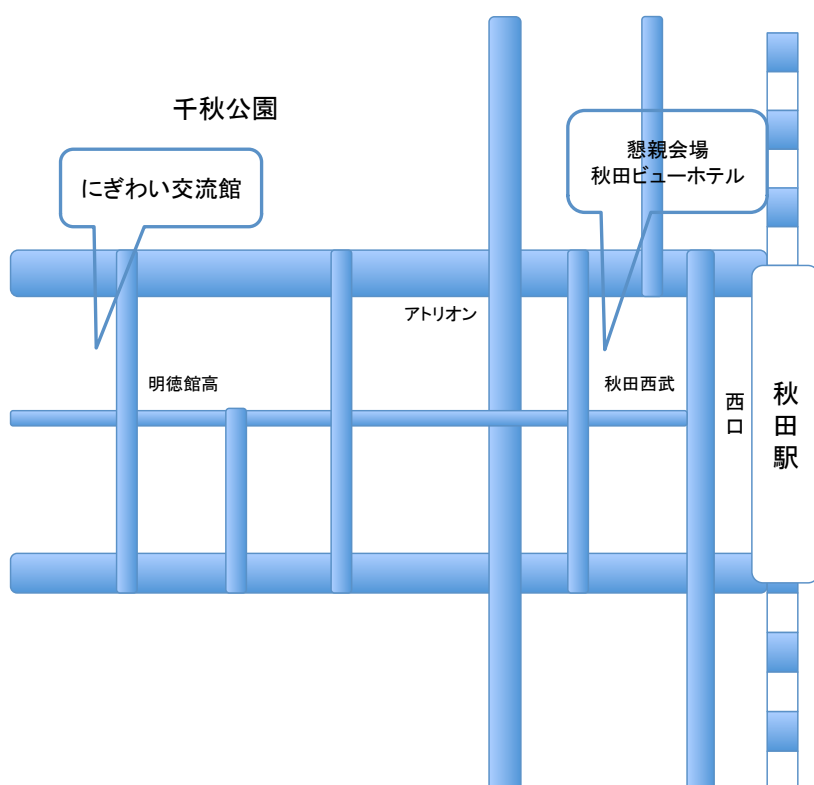 千秋公園
懇親会場
秋田ビューホテル
にぎわい交流館
アトリオン
明徳館高
秋田西武
西口
秋田駅